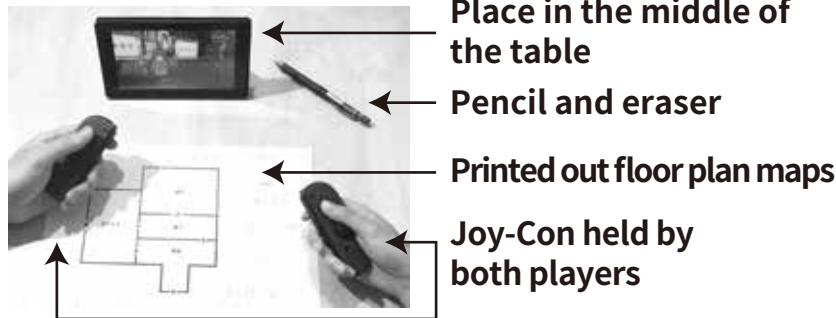 Place in the middle of
the table
Pencil and eraser
Printed out floor plan maps
Joy-Con held by
both players